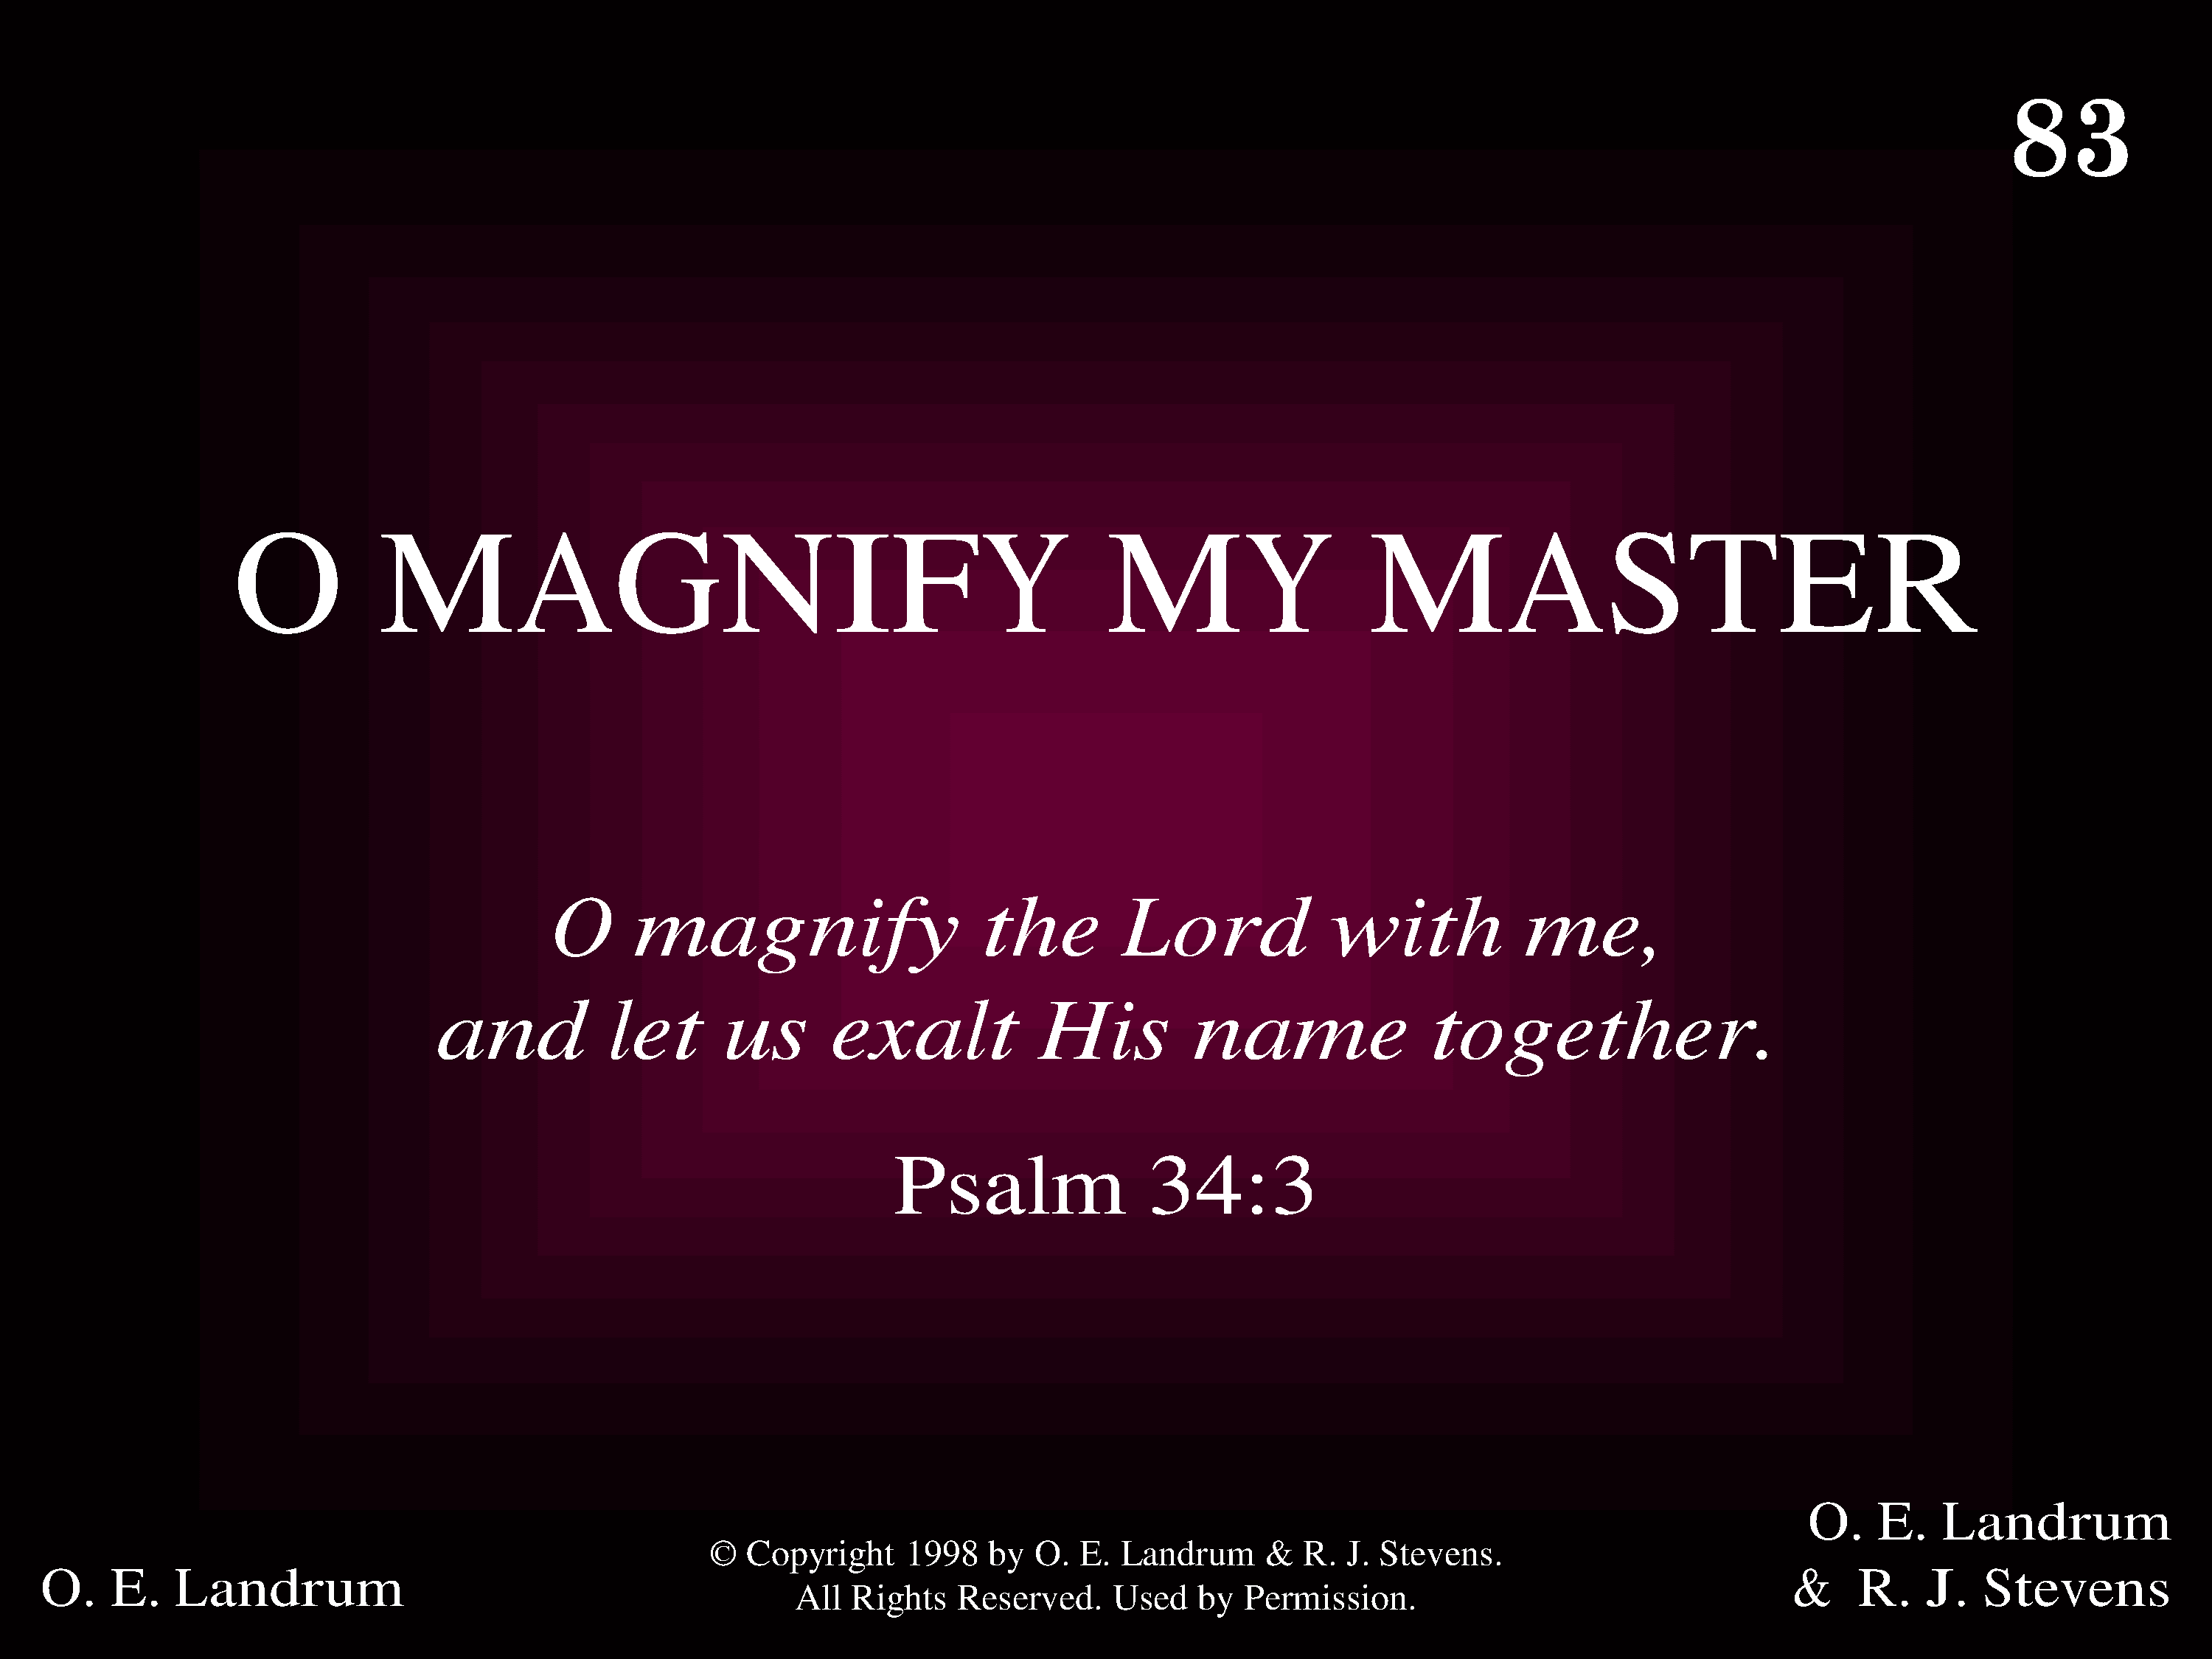 83
O MAGNIFY MY MASTER
O magnify the Lord with me,
and let us exalt His name together.
Psalm 34:3
O. E. Landrum
© Copyright 1998 by O. E. Landrum & R. J. Stevens.
All Rights Reserved. Used by Permission.
O. E. Landrum
& R. J. Stevens